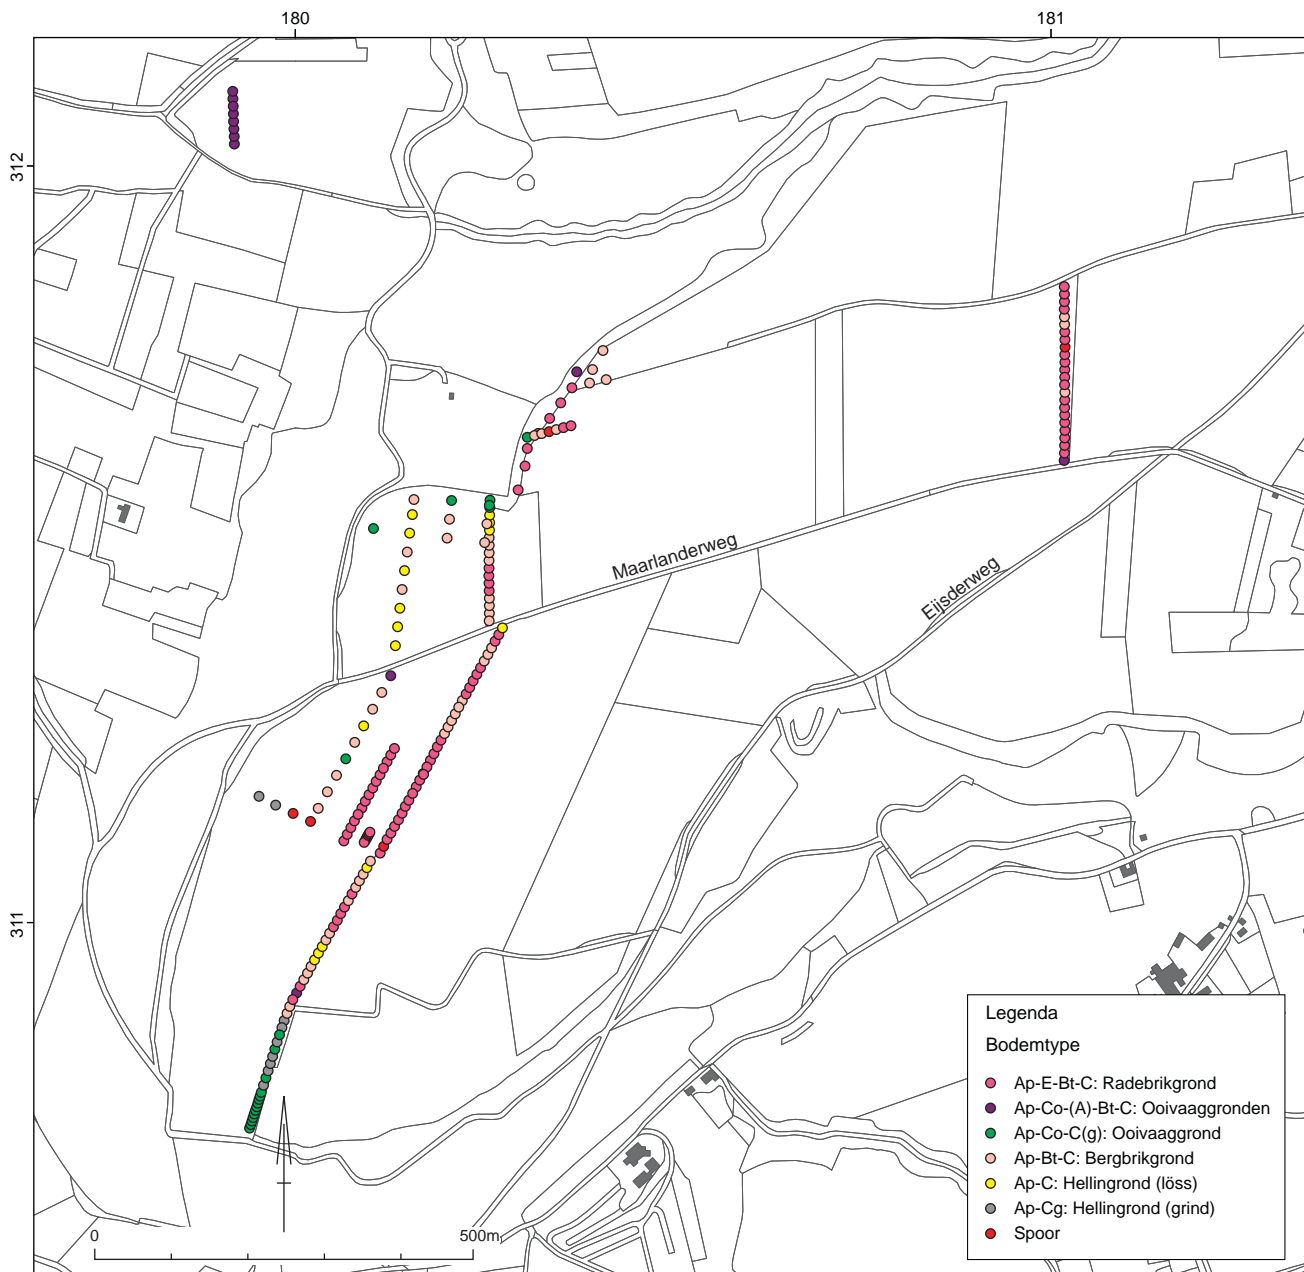 180
181
312
Maarlanderweg
Eijsderweg
311
Legenda
Bodemtype
Ap-E-Bt-C: Radebrikgrond
Ap-Co-(A)-Bt-C: Ooivaaggronden
Ap-Co-C(g): Ooivaaggrond
Ap-Bt-C: Bergbrikgrond
Ap-C: Hellingrond (löss)
Ap-Cg: Hellingrond (grind)
Spoor
0
500m